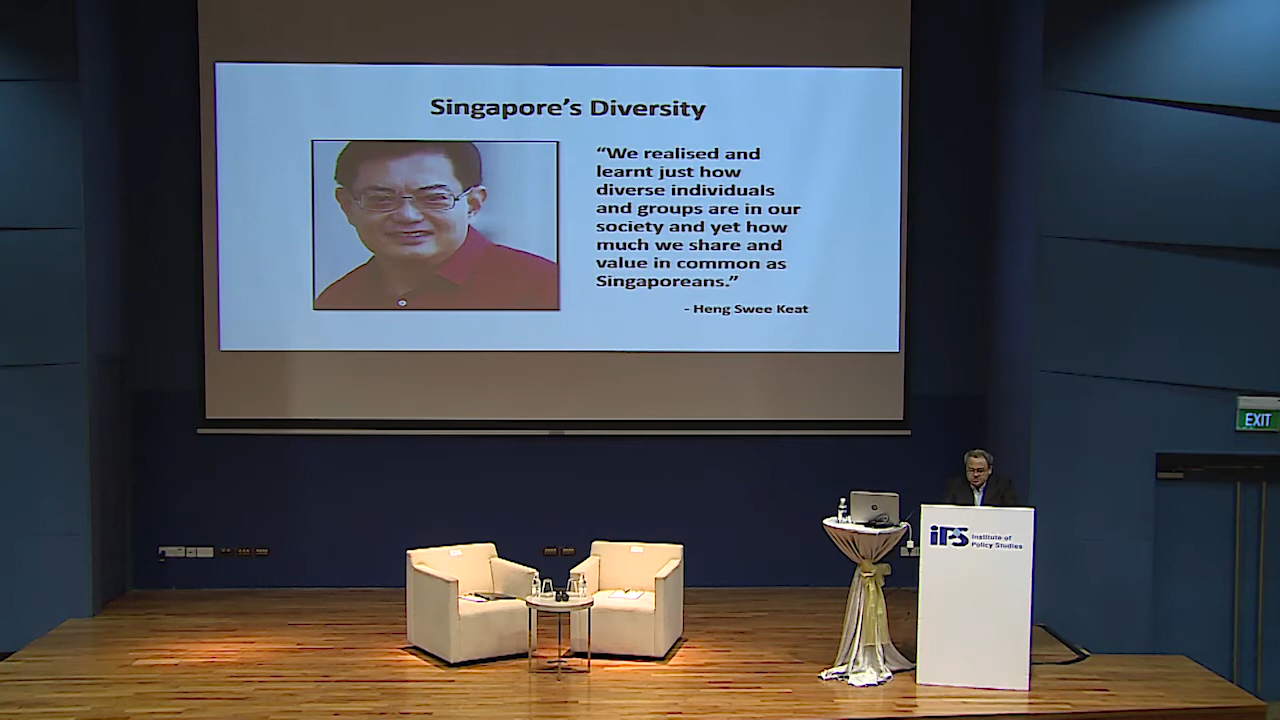 Singapore's Diversity
“We realised and
learnt just how
diverse individuals
and groups are in our
society and yet how
much we share and
value in common as
Singaporeans.”
- Heng Swee Keat
EXIT
iPS Institute of
Policy Studies